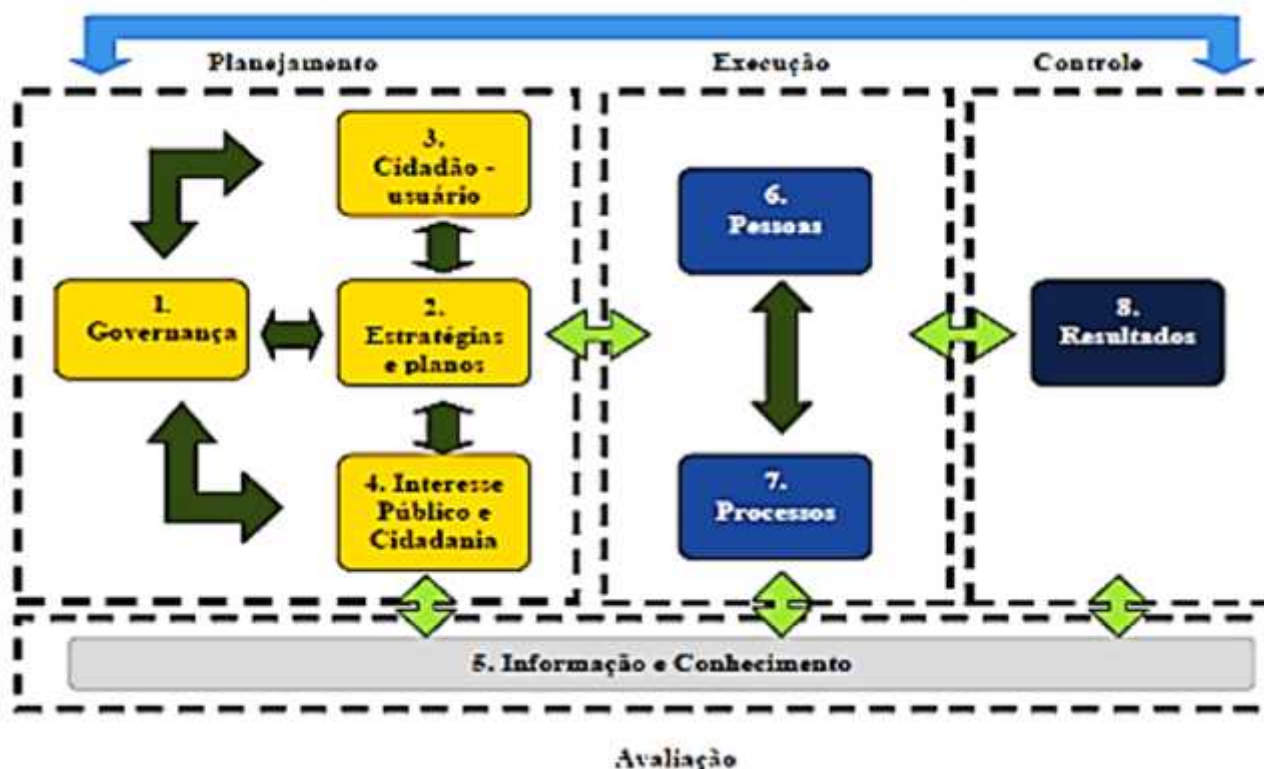 Planejamento
Execução
Controle
3.
Cidadão -
usuário
1.
Governança
2.
Estratégias
e planos
4. Interesse
Público e
Cidadania
6.
Pessoas
7.
Processos
8.
Resultados
5. Informação e Conhecimento
Avaliação